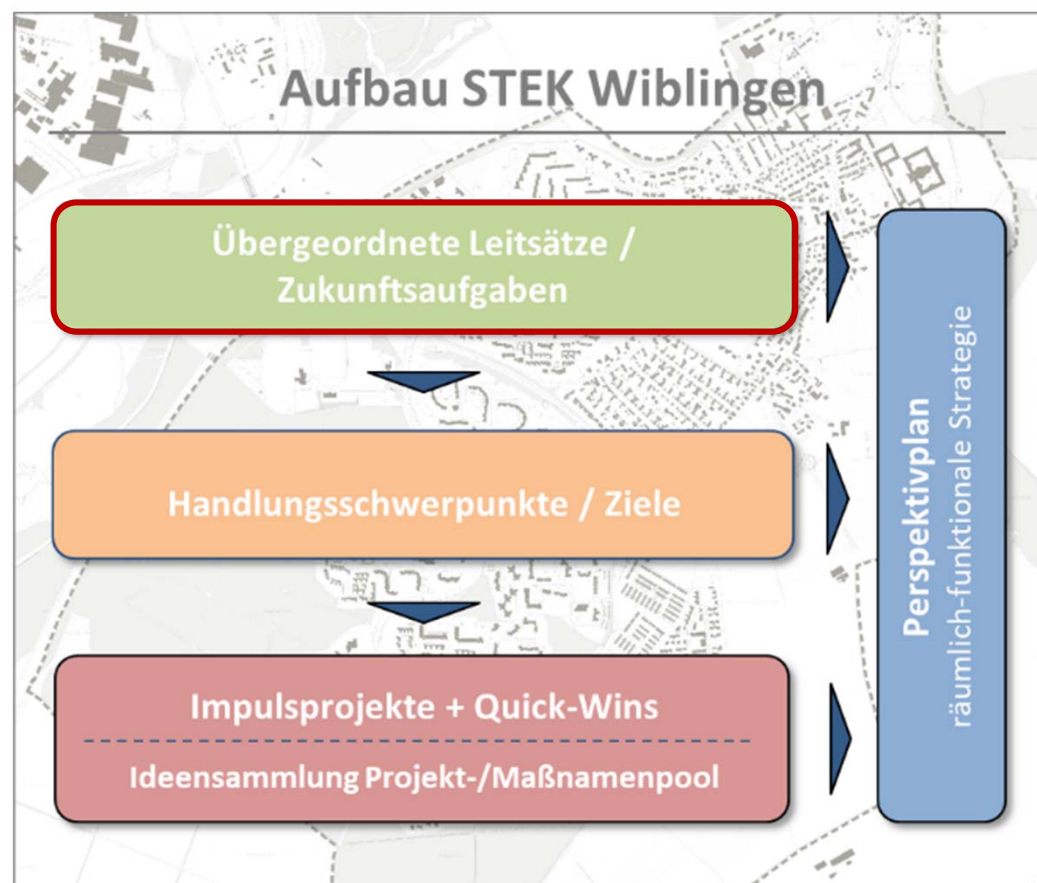 Aufbau STEK Wiblingen
Übergeordnete Leitsätze /
Zukunftsaufgaben
Handlungsschwerpunkte / Ziele
Impulsprojekte + Quick-Wins
Ideensammlung Projekt-/Maßnamenpool
Perspektivplan
räumlich-funktionale Strategie